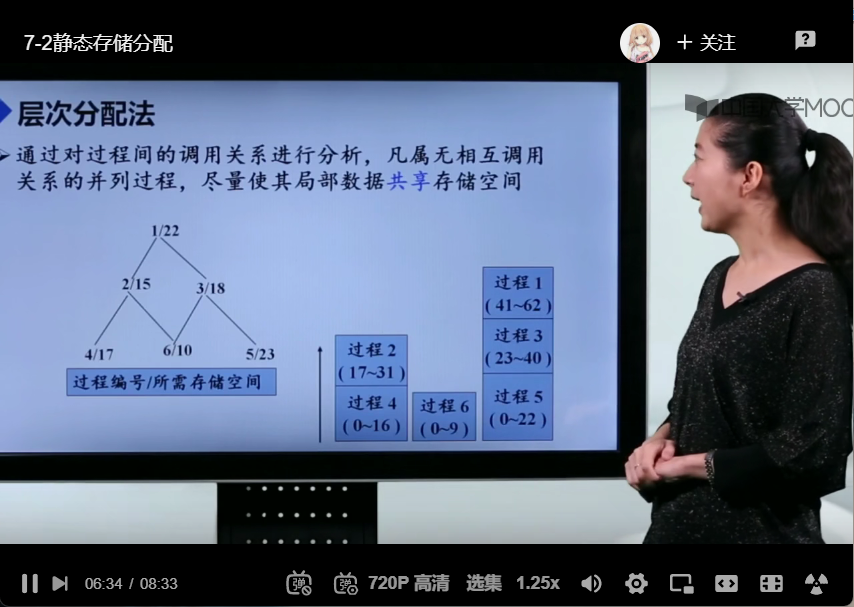 7-2静态存储分配
+ 关注
?
中国大学MOOC
层次分配法
通过对过程间的调用关系进行分析，凡属无相互调用
关系的并列过程，尽量使其局部数据共享存储空间
1/22
2/15
3/18
4/17
6/10
5/23
过程编号/所需存储空间
过程 2
( 17~31 )
过程 4
( 0~16 )
过程 6
( 0~9 )
过程 1
( 41~62 )
过程 3
( 23~40 )
过程 5
( 0~22 )
06:34 / 08:33
弹
弹
720P 高清
选集
1.25x